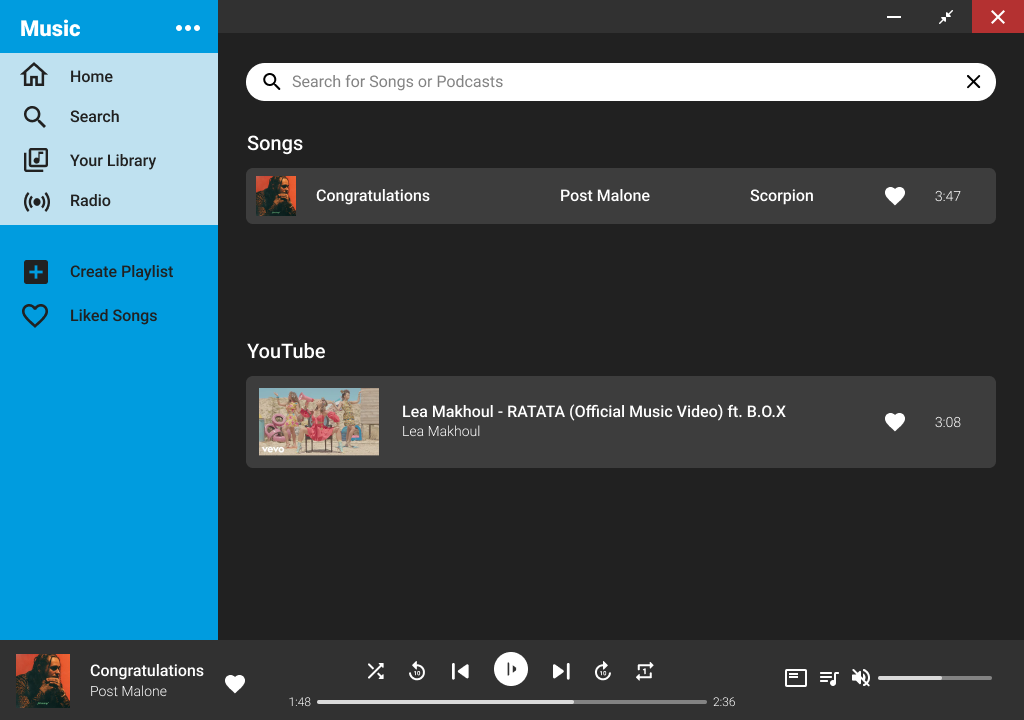 Music
Home
Search
Your Library
Radio
Create Playlist
Liked Songs
Search for Songs or Podcasts
Songs
Congratulations Post Malone Scorpion 3:47
YouTube
vevo
Lea Makhoul - RATATA (Official Music Video) ft. B.O.X
Lea Makhoul
3:08
Congratulations
Post Malone
10
10
1
1:48
2:36